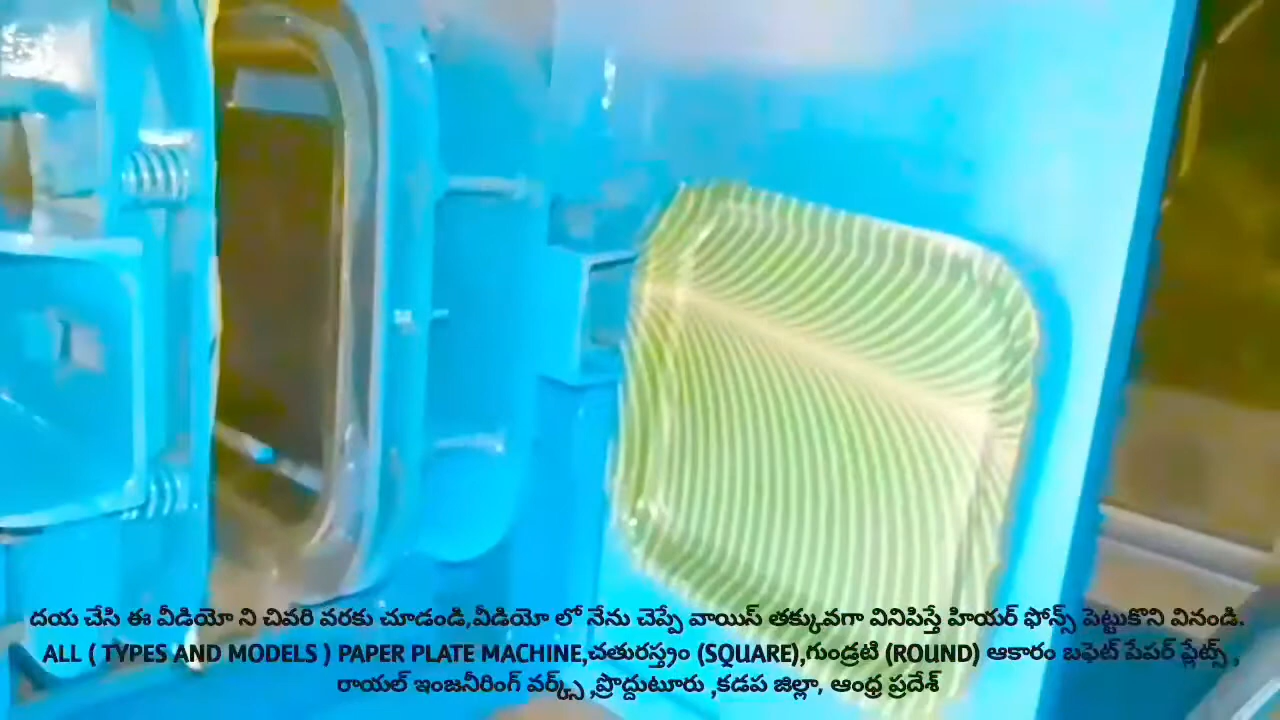 దయ చేసి ఈ వీడియో ని చివరి వరకు చూడండి,వీడియో లో నేను చెప్పే వాయిస్ తక్కువగా వినిపిస్తే హియర్ ఫోన్స్ పెట్టుకొని వినండి.
ALL ( TYPES AND MODELS ) PAPER PLATE MACHINE,చతురస్త్రం (SQUARE),గుండ్రటి (ROUND) ఆకారం బఫెట్ పేపర్ ప్లేట్స్ ,
రాయల్ ఇంజనీరింగ్ వర్క్స్ ,ప్రొద్దుటూరు ,కడప జిల్లా, ఆంధ్ర ప్రదేశ్